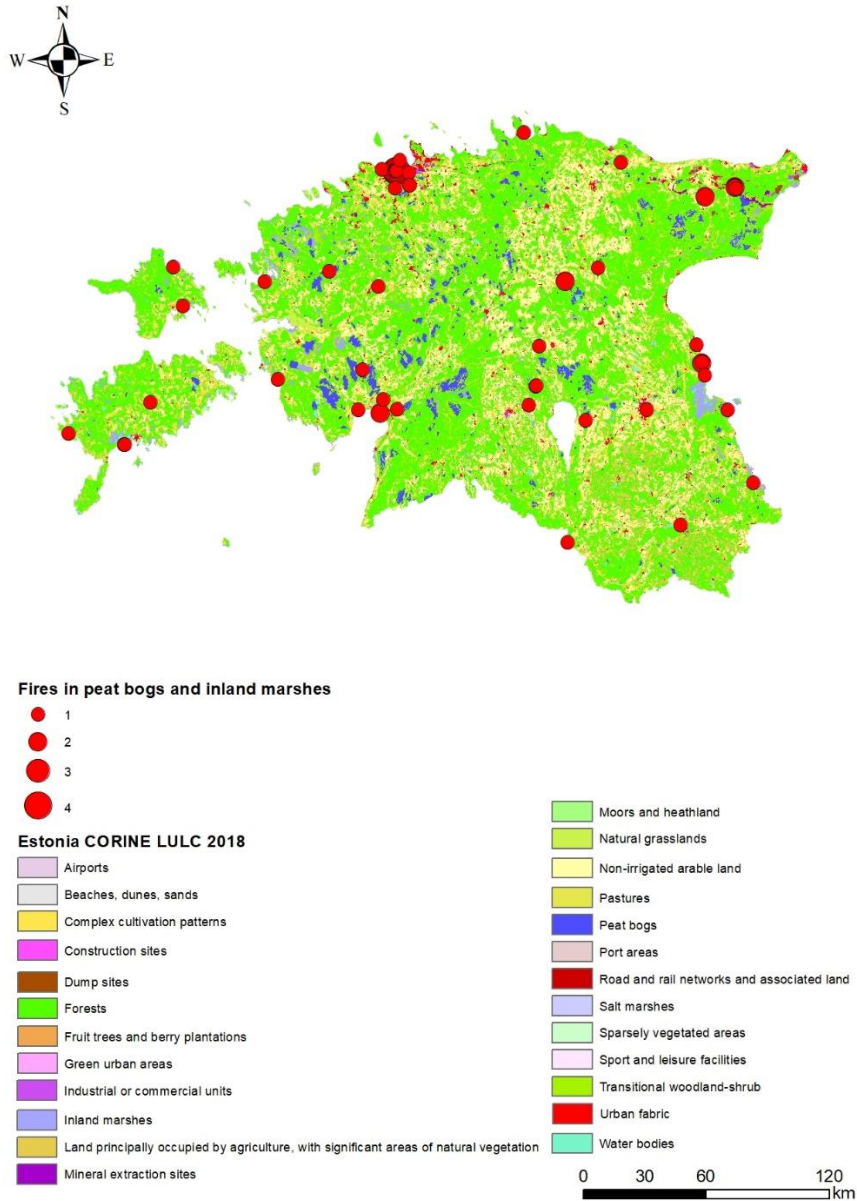 N
W E
S
Fires in peat bogs and inland marshes
1
2
3
4
Estonia CORINE LULC 2018
Airports
Beaches, dunes, sands
Complex cultivation patterns
Construction sites
Dump sites
Forests
Fruit trees and berry plantations
Green urban areas
Industrial or commercial units
Inland marshes
Land principally occupied by agriculture, with significant areas of natural vegetation
Mineral extraction sites
Moors and heathland
Natural grasslands
Non-irrigated arable land
Pastures
Peat bogs
Port areas
Road and rail networks and associated land
Salt marshes
Sparsely vegetated areas
Sport and leisure facilities
Transitional woodland-shrub
Urban fabric
Water bodies
0 30 60 120
km